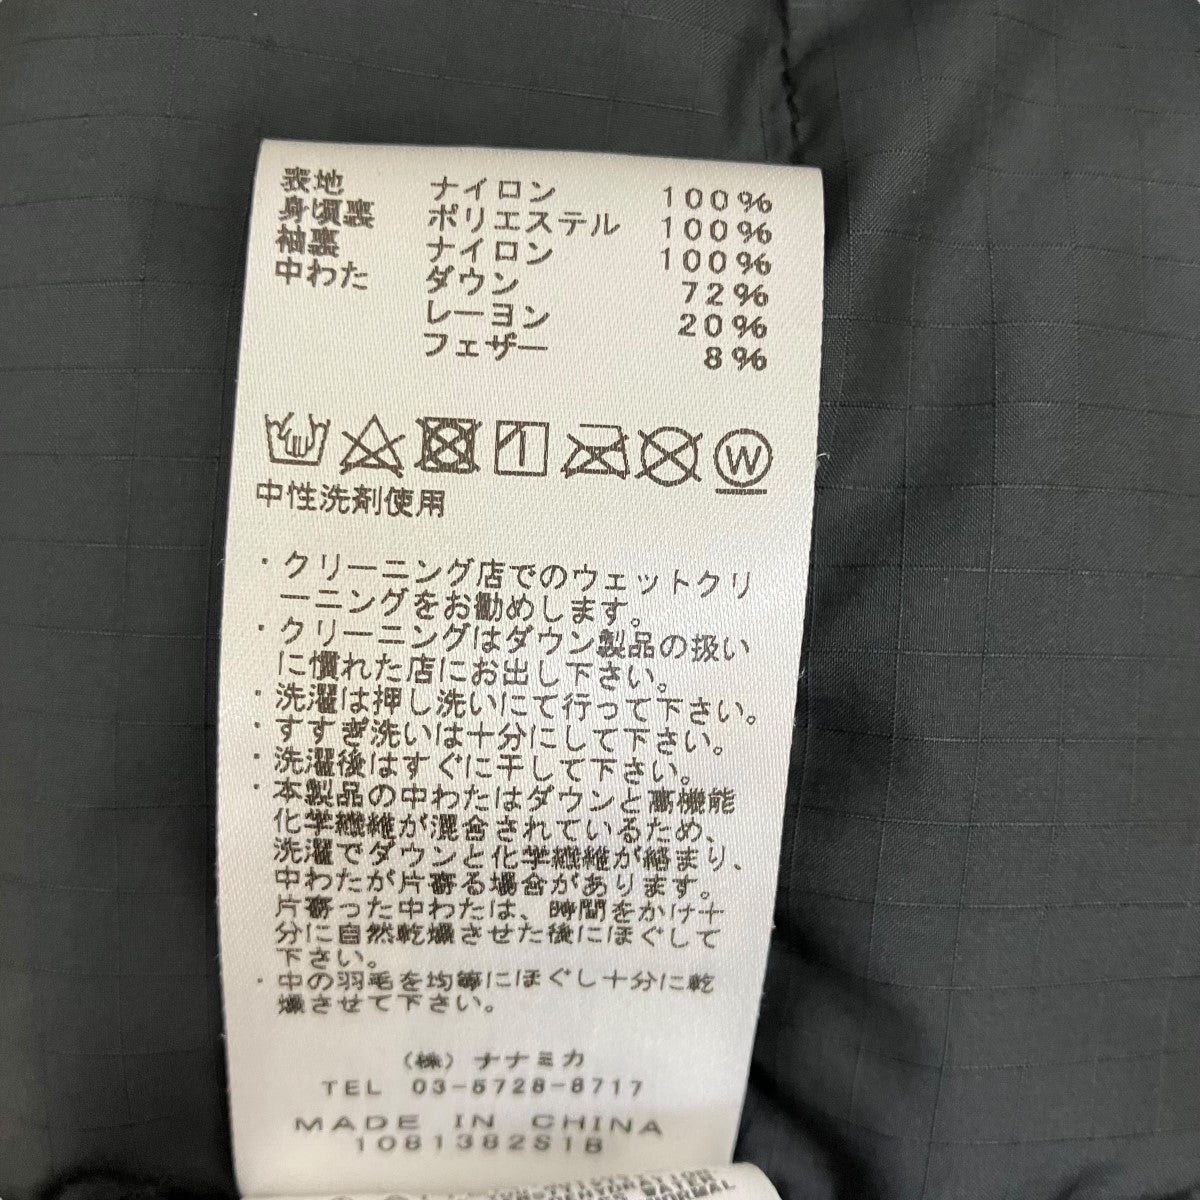 表地 ナイロン 100%
身頃裏 ポリエステル 100%
袖裏 ナイロン 100%
中わた ダウン 72%
レーヨン 20%
フェザー 8%
W
中性洗剤使用
・クリーニング店でのウェットクリ
ーニングをお勧めします。
・クリーニングはダウン製品の扱い
に慣れた店にお出し下さい。
・洗濯は押し洗いにて行って下さい。
・すすぎ洗いは十分にして下さい。
・洗濯後はすぐに干して下さい。
・本製品の中わたはダウンと高機能
化学繊維が混合されているため、
洗濯でダウンと化学繊維が絡まり、
中わたが片寄る場合があります。
片寄った中わたは、時間をかけ十
分に自然乾燥させた後にほぐして
下さい。
・中の羽毛を均等にほぐし十分に乾
燥させて下さい。
(株) ナナミカ
TEL 03-5728-8717
MADE IN CHINA
1081382S1B
NORMAL